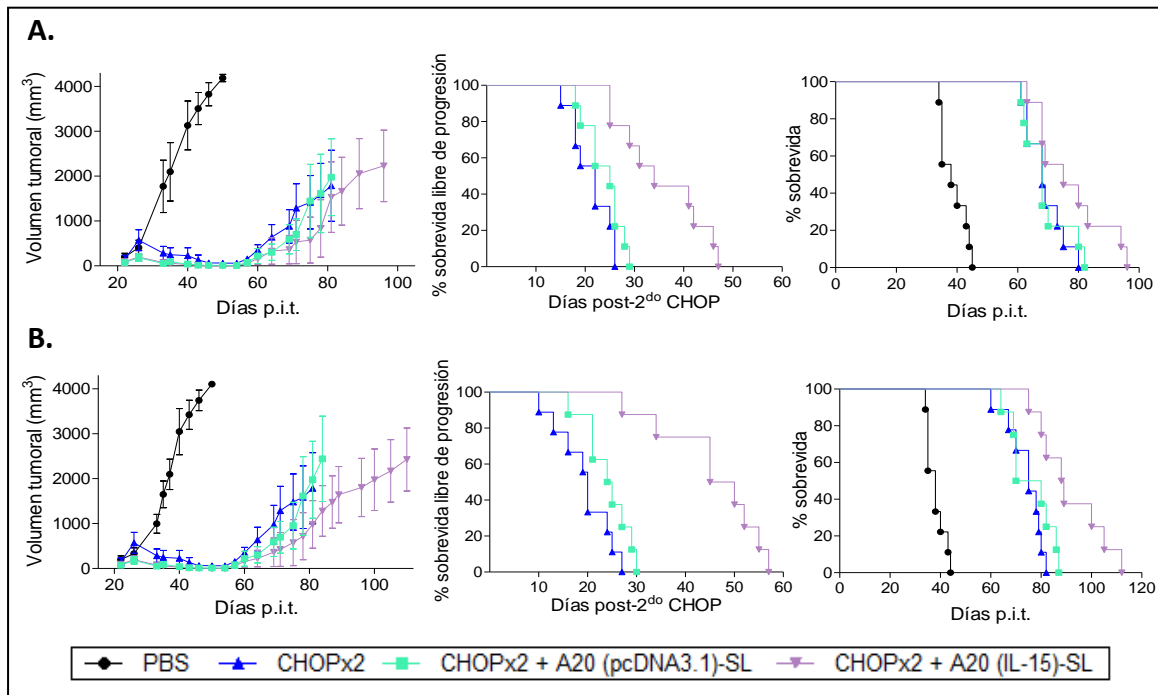 A.
Volumen tumoral (mm³)
4000
3000
2000
1000
0
20 40 60 80 100
Días p.i.t.
% sobrevida libre de progresión
100
80
60
40
20
0
0 20 40 60
Días post-2do CHOP
% sobrevida
100
80
60
40
20
0
0 20 40 60 80 100
Días p.i.t.
B.
Volumen tumoral (mm³)
4000
3000
2000
1000
0
20 40 60 80 100
Días p.i.t.
% sobrevida libre de progresión
100
80
60
40
20
0
10 20 30 40 50 60
Días post-2do CHOP
% sobrevida
100
80
60
40
20
0
0 20 40 60 80 100 120
Días p.i.t.
PBS
CHOPx2
CHOPx2 + A20 (pcDNA3.1)-SL
CHOPx2 + A20 (IL-15)-SL